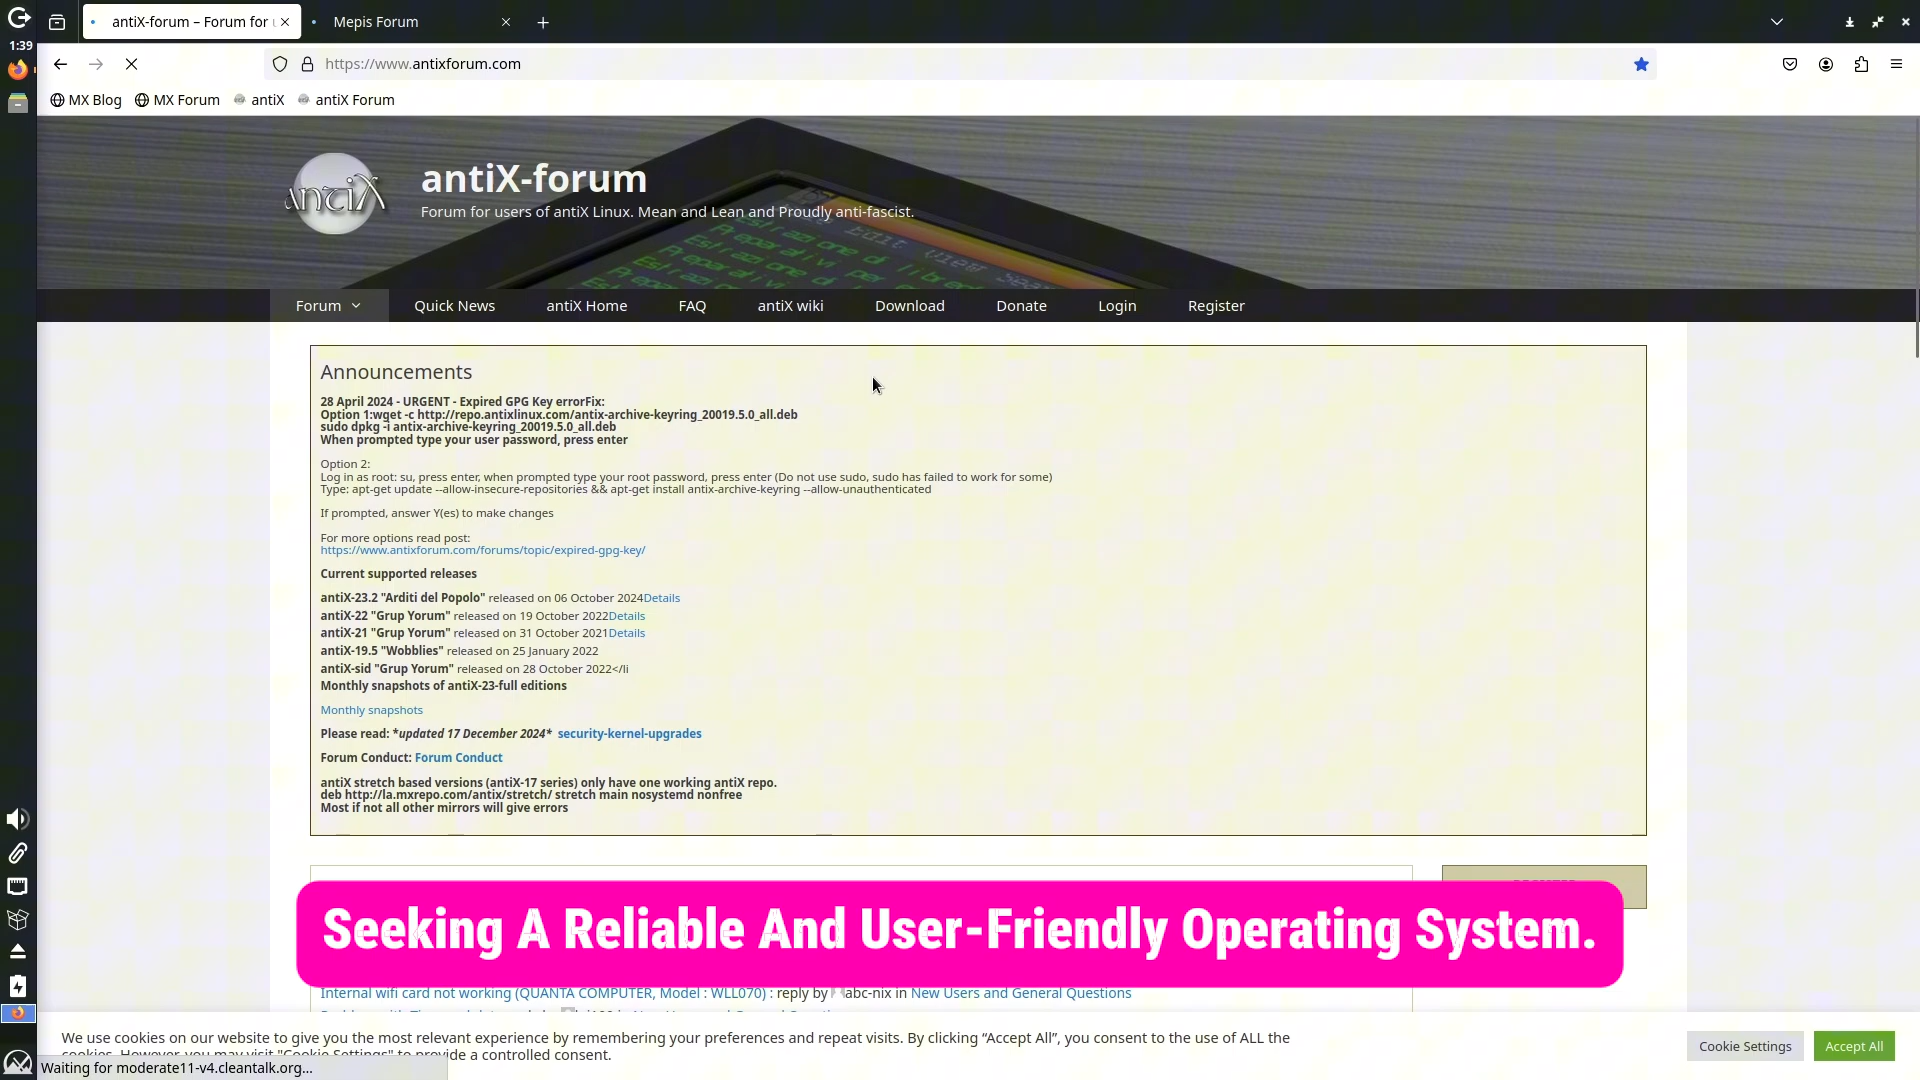 antiX-forum – Forum for u
Mepis Forum
1:39
https://www.antixforum.com
MX Blog
MX Forum
antiX
antiX Forum
antiX
antiX-forum
Forum for users of antiX Linux. Mean and Lean and Proudly anti-fascist.
Forum
Quick News
antiX Home
FAQ
antiX wiki
Download
Donate
Login
Register
Announcements
28 April 2024 - URGENT - Expired GPG Key errorFix:
Option 1:wget -c http://repo.antixlinux.com/antix-archive-keyring_20019.5.0_all.deb
sudo dpkg -i antix-archive-keyring_20019.5.0_all.deb
When prompted type your user password, press enter
Option 2:
Log in as root: su, press enter, when prompted type your root password, press enter (Do not use sudo, sudo has failed to work for some)
Type: apt-get update --allow-insecure-repositories && apt-get install antix-archive-keyring --allow-unauthenticated
If prompted, answer Y(es) to make changes
For more options read post:
https://www.antixforum.com/forums/topic/expired-gpg-key/
Current supported releases
antiX-23.2 "Arditi del Popolo" released on 06 October 2024Details
antiX-22 "Grup Yorum" released on 19 October 2022Details
antiX-21 "Grup Yorum" released on 31 October 2021Details
antiX-19.5 "Wobblies" released on 25 January 2022
antiX-sid "Grup Yorum" released on 28 October 2022</li
Monthly snapshots of antiX-23-full editions
Monthly snapshots
Please read: *updated 17 December 2024* security-kernel-upgrades
Forum Conduct: Forum Conduct
antiX stretch based versions (antiX-17 series) only have one working antiX repo.
deb http://la.mxrepo.com/antix/stretch/ stretch main nosystemd nonfree
Most if not all other mirrors will give errors
Seeking A Reliable And User-Friendly Operating System.
Internal wifi card not working (QUANTA COMPUTER, Model : WLL070) : reply by abc-nix in New Users and General Questions
We use cookies on our website to give you the most relevant experience by remembering your preferences and repeat visits. By clicking “Accept All”, you consent to the use of ALL the
cookies. However, you may visit "Cookie Settings" to provide a controlled consent.
Cookie Settings
Accept All
Waiting for moderate11-v4.cleantalk.org...